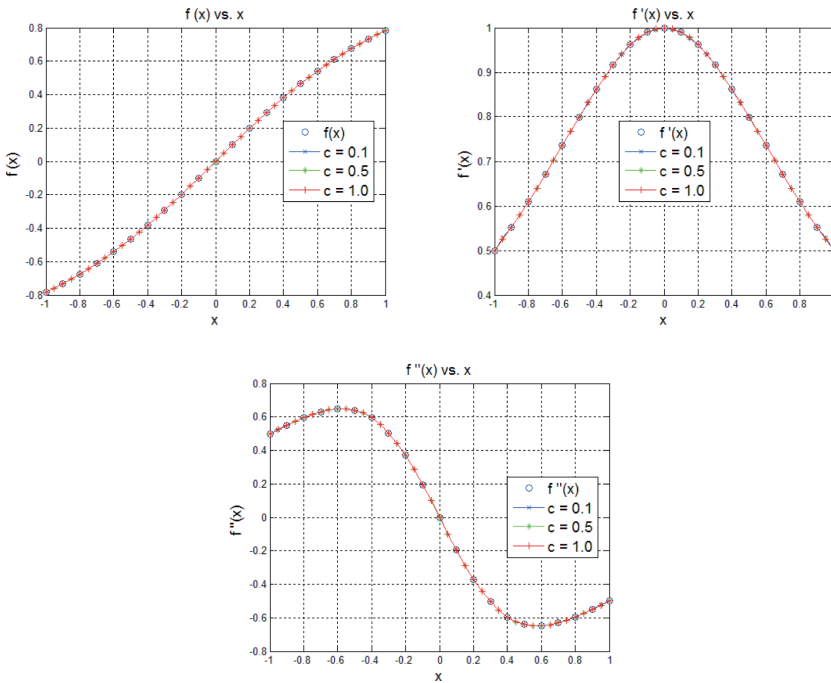 f (x) vs. x
0.8
0.6
0.4
0.2
0
-0.2
-0.4
-0.6
-0.8
f (x)
-1 -0.8 -0.6 -0.4 -0.2 0 0.2 0.4 0.6 0.8 1
x
f(x)
c = 0.1
c = 0.5
c = 1.0
f '(x) vs. x
1
0.9
0.8
0.7
0.6
0.5
0.4
f '(x)
-1 -0.8 -0.6 -0.4 -0.2 0 0.2 0.4 0.6 0.8
x
f '(x)
c = 0.1
c = 0.5
c = 1.0
f ''(x) vs. x
0.8
0.6
0.4
0.2
0
-0.2
-0.4
-0.6
-0.8
f ''(x)
-1 -0.8 -0.6 -0.4 -0.2 0 0.2 0.4 0.6 0.8 1
x
f ''(x)
c = 0.1
c = 0.5
c = 1.0